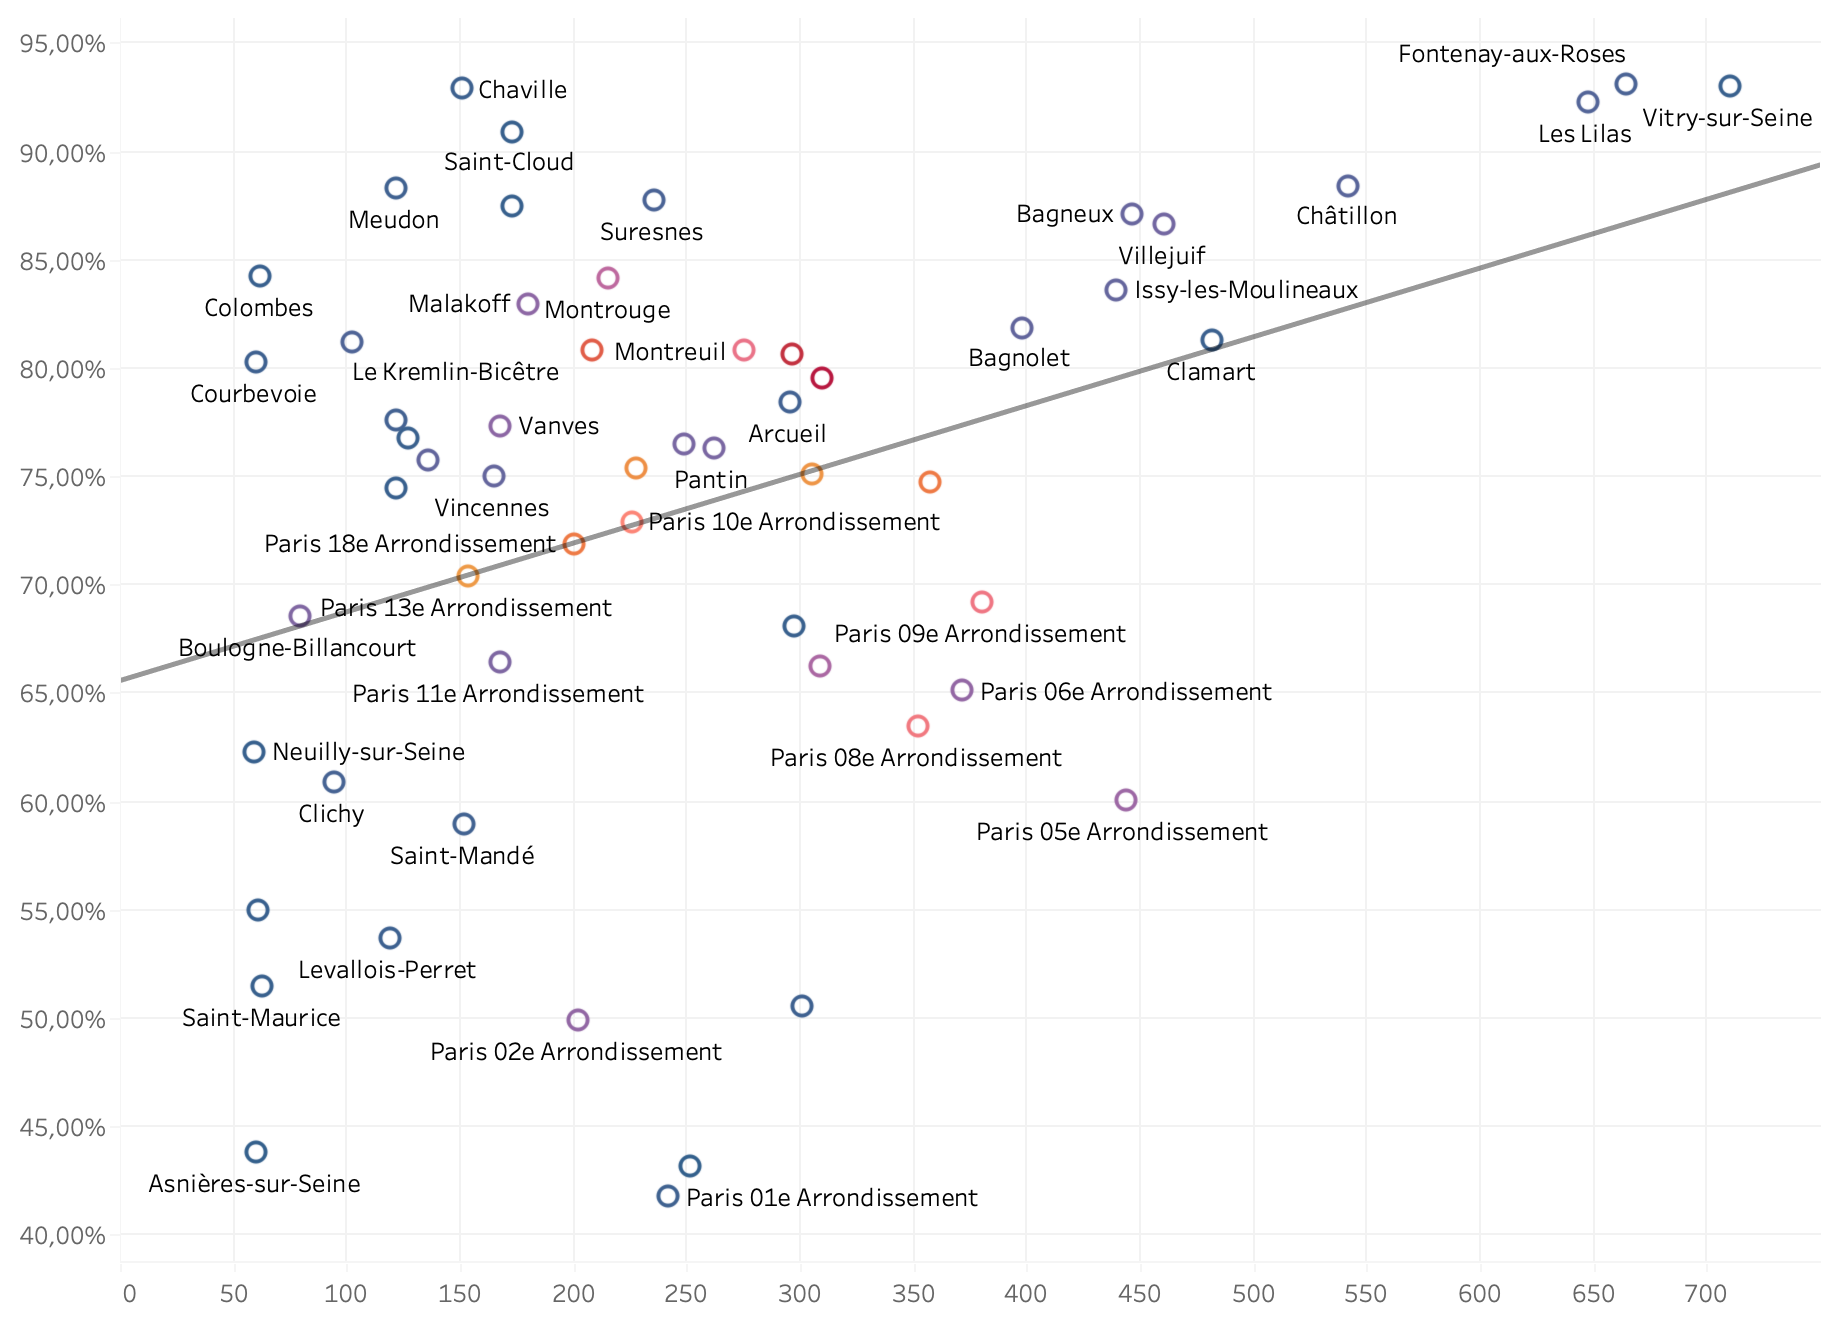 95,00%
Fontenay-aux-Roses
Chaville
Vitry-sur-Seine
Les Lilas
90,00%
Saint-Cloud
Meudon
Bagneux
Châtillon
Suresnes
Villejuif
85,00%
Issy-les-Moulineaux
Colombes
Malakoff
Montrouge
Montreuil
Bagnolet
80,00%
Le Kremlin-Bicêtre
Clamart
Courbevoie
Vanves
Arcueil
75,00%
Pantin
Vincennes
Paris 10e Arrondissement
Paris 18e Arrondissement
70,00%
Paris 13e Arrondissement
Paris 09e Arrondissement
Boulogne-Billancourt
65,00%
Paris 11e Arrondissement
Paris 06e Arrondissement
Neuilly-sur-Seine
Paris 08e Arrondissement
60,00%
Clichy
Paris 05e Arrondissement
Saint-Mandé
55,00%
Levallois-Perret
50,00%
Saint-Maurice
Paris 02e Arrondissement
45,00%
Asnières-sur-Seine
Paris 01e Arrondissement
40,00%
0 50 100 150 200 250 300 350 400 450 500 550 600 650 700